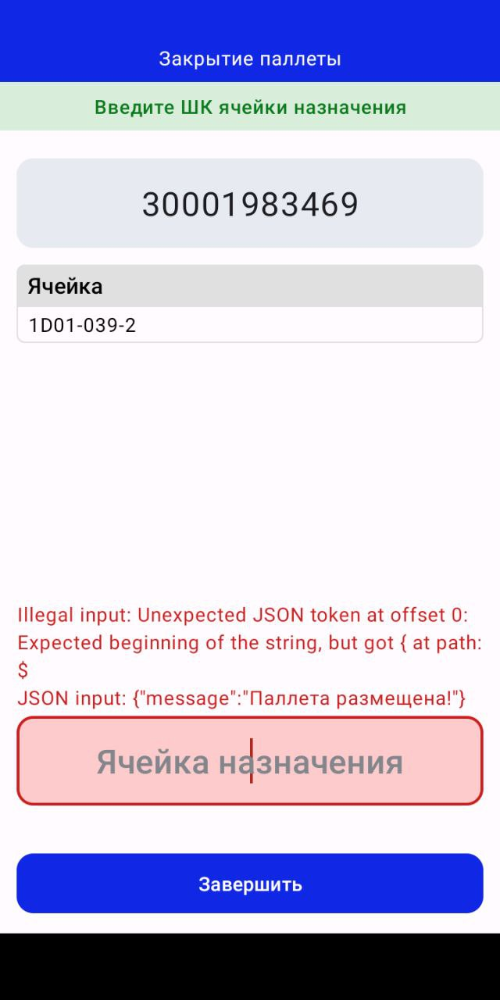 Закрытие паллеты
Введите ШК ячейки назначения
30001983469
Ячейка
1D01-039-2
Illegal input: Unexpected JSON token at offset 0:
Expected beginning of the string, but got { at path:
$
JSON input: {"message":"Паллета размещена!"}
Ячейка назначения
Завершить